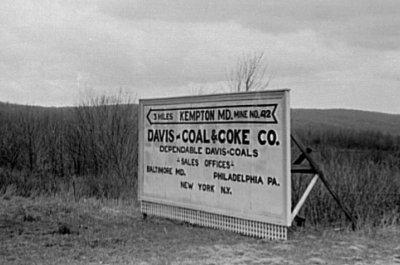 3 MILES KEMPTON MD. MINE NO. 42
DAVIS-COAL & COKE CO.
DEPENDABLE DAVIS-COALS
-SALES OFFICES-
BALTIMORE MD. PHILADELPHIA PA.
NEW YORK N.Y.